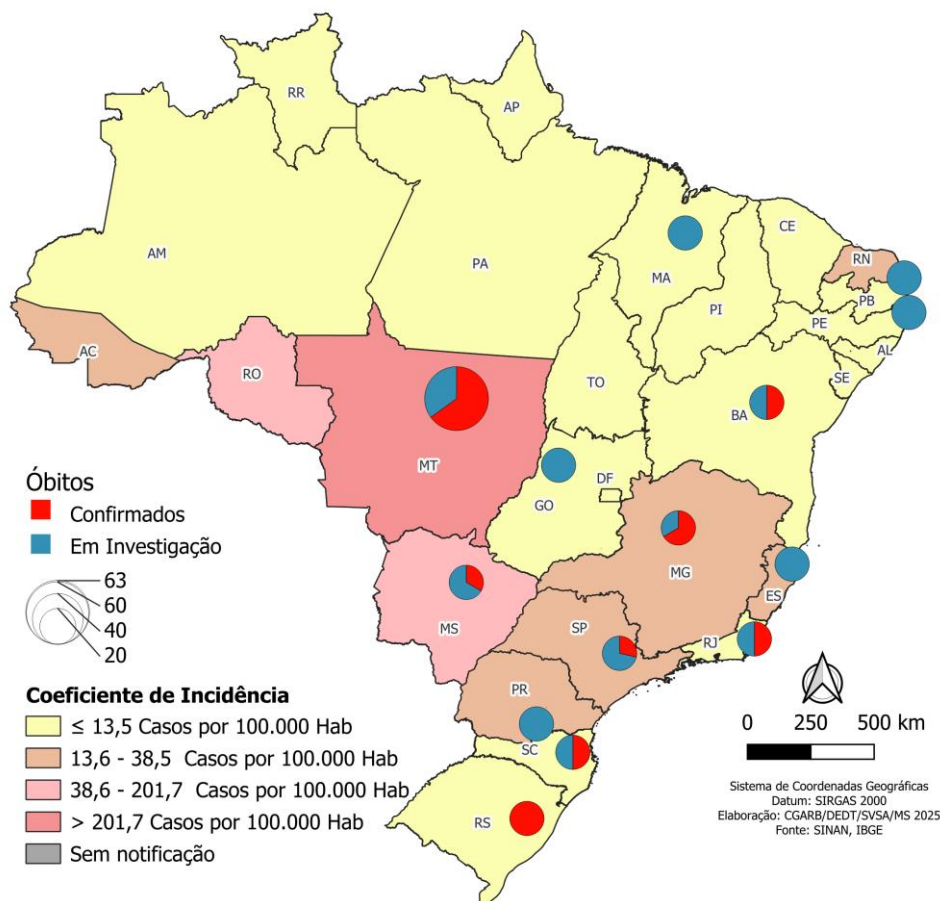 RR
AP
AM
PA
MA
CE
RN
PB
PI
PE
AL
SE
AC
RO
TO
BA
MT
GO
DF
MG
ES
MS
SP
RJ
PR
SC
RS
Óbitos
Confirmados
Em Investigação
63
60
40
20
Coeficiente de Incidência
≤ 13,5 Casos por 100.000 Hab
13,6 - 38,5 Casos por 100.000 Hab
38,6 - 201,7 Casos por 100.000 Hab
> 201,7 Casos por 100.000 Hab
Sem notificação
0 250 500 km
Sistema de Coordenadas Geográficas
Datum: SIRGAS 2000
Elaboração: CGARB/DEDT/SVSA/MS 2025
Fonte: SINAN, IBGE